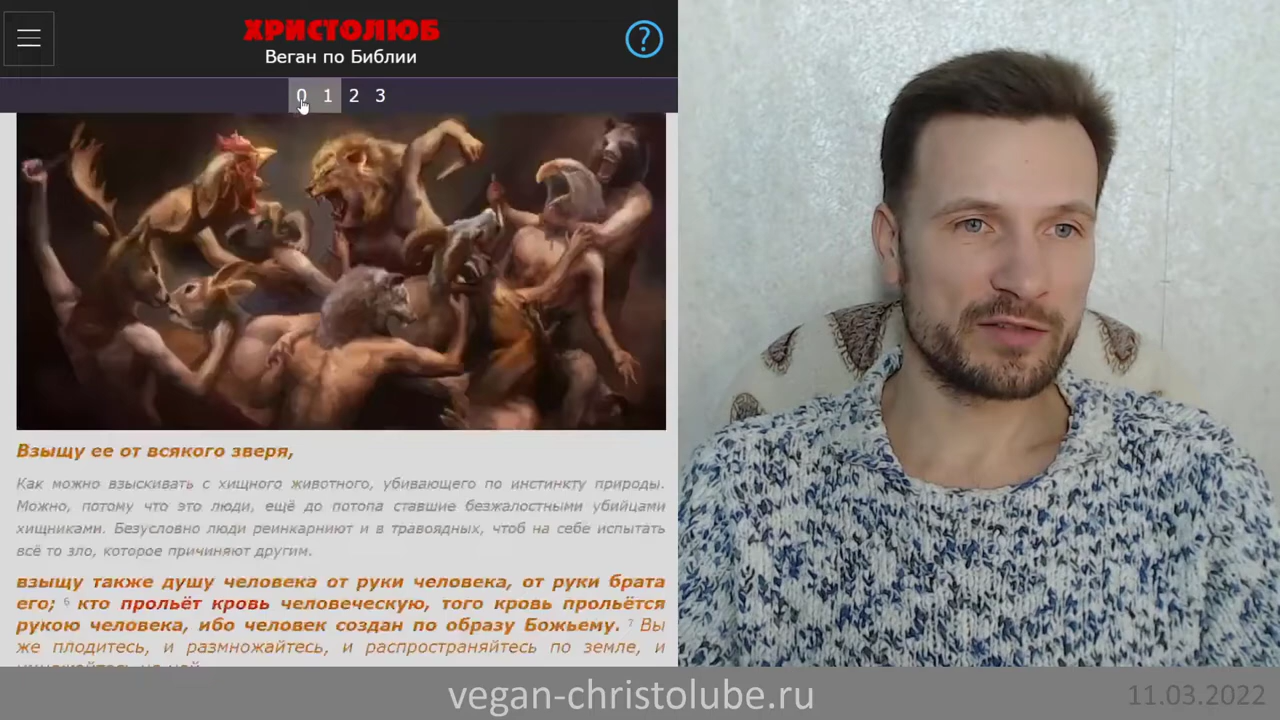 ХРИСТОЛЮБ
Веган по Библии
?
0 1 2 3
Взыщу ее от всякого зверя,
Как можно взыскивать с хищного животного, убивающего по инстинкту природы.
Можно, потому что это люди, ещё до потопа ставшие безжалостными убийцами
хищниками. Безусловно люди реинкарниют и в травоядных, чтоб на себе испытать
всё то зло, которое причиняют другим.
взыщу также душу человека от руки человека, от руки брата
его; 6 кто прольёт кровь человеческую, того кровь прольётся
рукою человека, ибо человек создан по образу Божьему. 7 Вы
же плодитесь, и размножайтесь, и распространяйтесь по земле, и
vegan-christolube.ru
11.03.2022